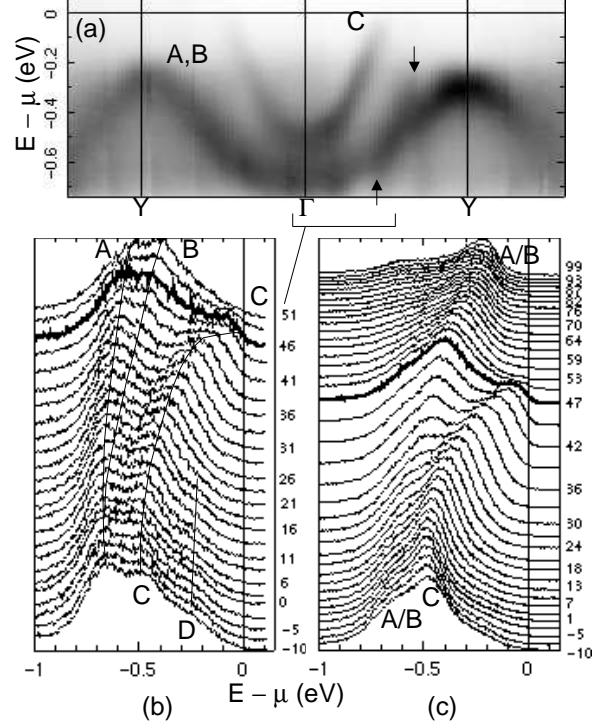 (a)
0
-0.2
-0.4
-0.6
E − μ (eV)
A,B
C
Y
Γ
Y
A
B
C
51
46
41
36
31
26
21
16
11
6
0
-5
-10
C
D
-1
-0.5
0
(b)
E − μ (eV)
A/B
99
93
87
82
76
70
64
59
53
47
42
36
30
24
18
13
7
1
-5
-10
A/B
C
-1
-0.5
0
(c)